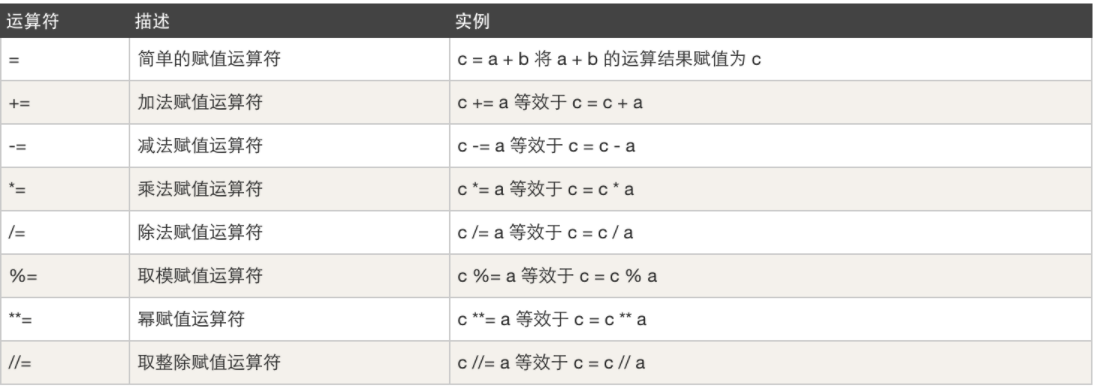 运算符 描述 实例
= 简单的赋值运算符 c = a + b 将 a + b 的运算结果赋值为 c
+= 加法赋值运算符 c += a 等效于 c = c + a
-= 减法赋值运算符 c -= a 等效于 c = c - a
*= 乘法赋值运算符 c *= a 等效于 c = c * a
/= 除法赋值运算符 c /= a 等效于 c = c / a
%= 取模赋值运算符 c %= a 等效于 c = c % a
**= 幂赋值运算符 c **= a 等效于 c = c ** a
//= 取整除赋值运算符 c //= a 等效于 c = c // a